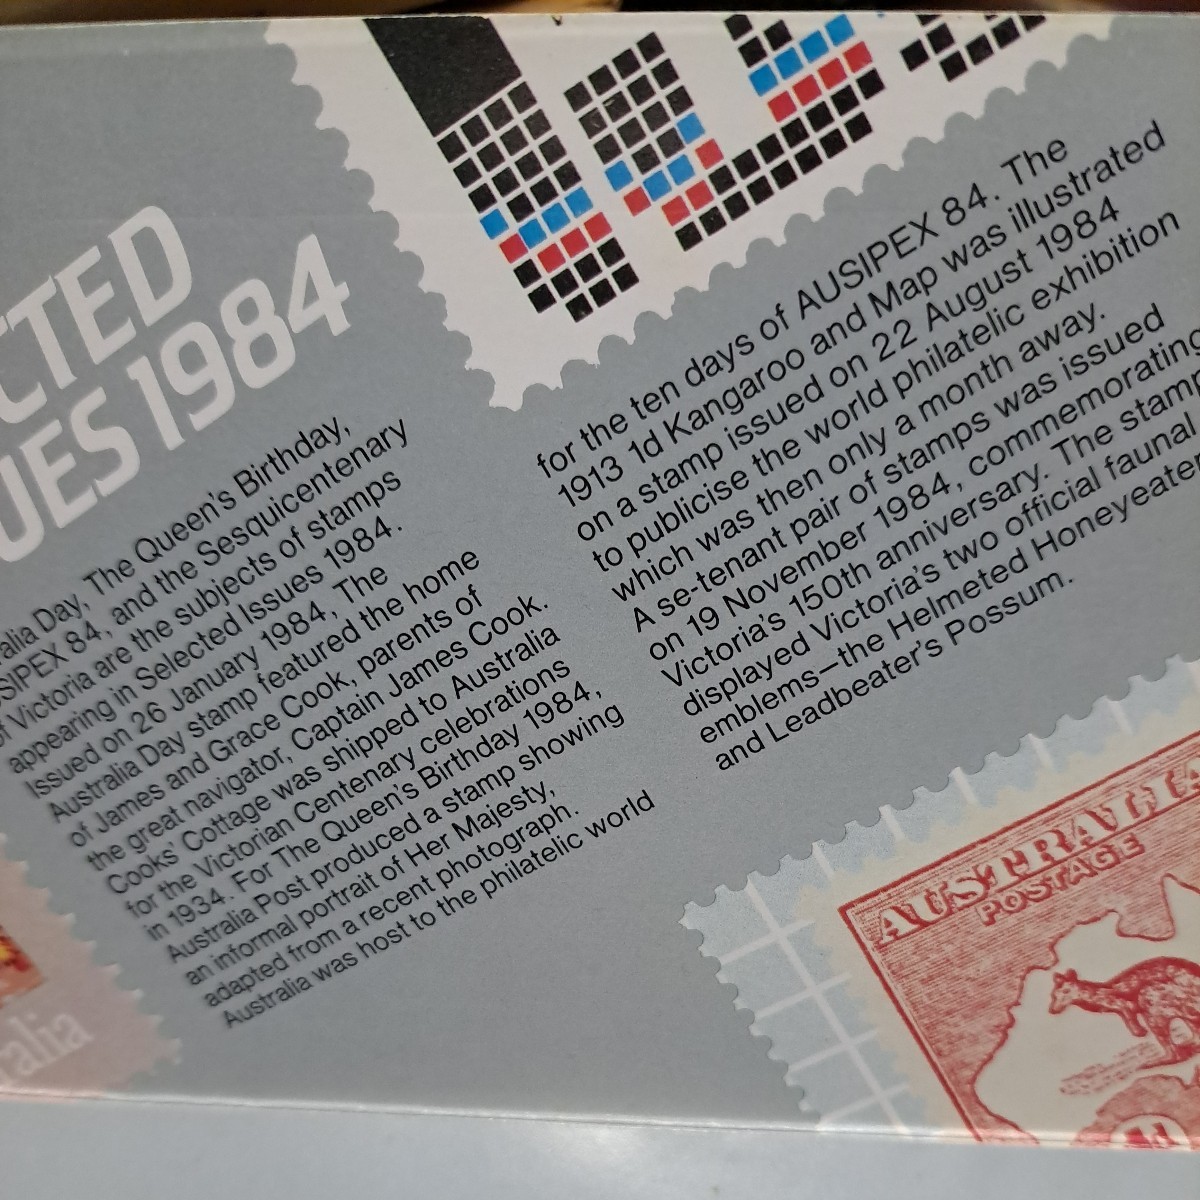 CTED
UES 1984
alia Day, The Queen's Birthday,
SIPEX 84, and the Sesquicentenary
of Victoria are the subjects of stamps
appearing in Selected Issues 1984.
Issued on 26 January 1984, The
Australia Day stamp featured the home
of James and Grace Cook, parents of
the great navigator, Captain James Cook.
Cooks' Cottage was shipped to Australia
for the Victorian Centenary celebrations
in 1934. For The Queen's Birthday 1984,
Australia Post produced a stamp showing
an informal portrait of Her Majesty,
adapted from a recent photograph.
Australia was host to the philatelic world
for the ten days of AUSIPEX 84. The
1913 1d Kangaroo and Map was illustrated
on a stamp issued on 22 August 1984
to publicise the world philatelic exhibition
which was then only a month away.
A se-tenant pair of stamps was issued
on 19 November 1984, commemorating
Victoria's 150th anniversary. The stamp
displayed Victoria's two official faunal
emblems—the Helmeted Honeyeater
and Leadbeater's Possum.
ralia
AUSTRALIA
POSTAGE